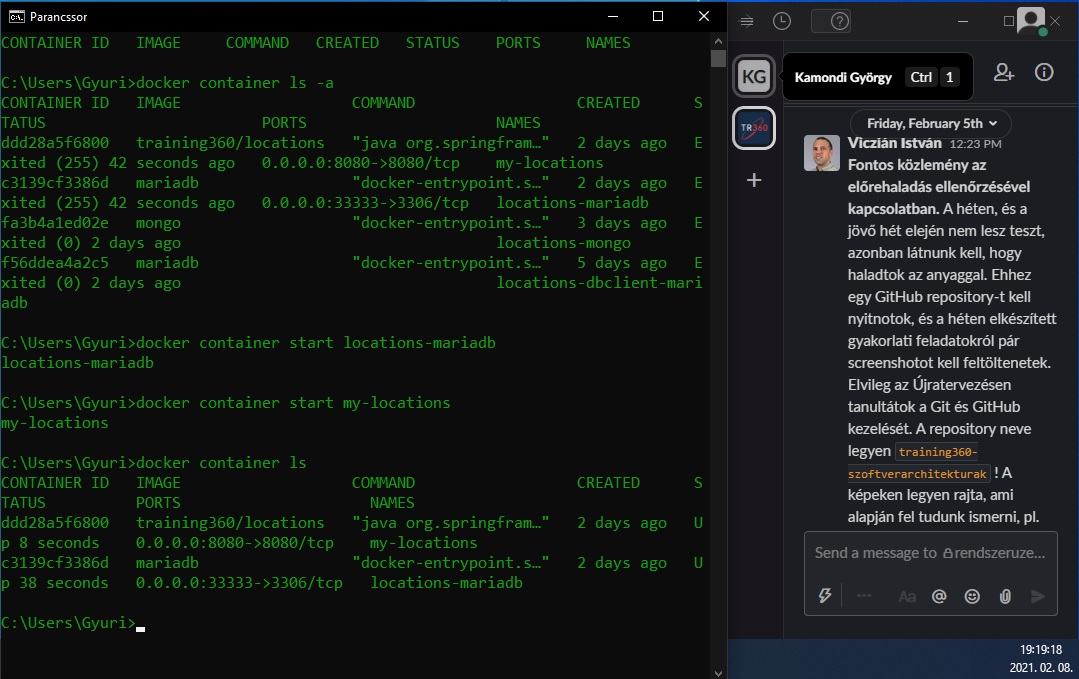 Parancssor
CONTAINER ID   IMAGE     COMMAND   CREATED   STATUS    PORTS     NAMES
C:\Users\Gyuri>docker container ls -a
CONTAINER ID   IMAGE                   COMMAND                  CREATED      S
TATUS                        PORTS                     NAMES
ddd28a5f6800   training360/locations   "java org.springfram…"   2 days ago   E
xited (255) 42 seconds ago   0.0.0.0:8080->8080/tcp    my-locations
c3139cf3386d   mariadb                 "docker-entrypoint.s…"   2 days ago   E
xited (255) 42 seconds ago   0.0.0.0:33333->3306/tcp   locations-mariadb
fa3b4a1ed02e   mongo                   "docker-entrypoint.s…"   3 days ago   E
xited (0) 2 days ago                                   locations-mongo
f56ddea4a2c5   mariadb                 "docker-entrypoint.s…"   5 days ago   E
xited (0) 2 days ago                                   locations-dbclient-mari
adb
C:\Users\Gyuri>docker container start locations-mariadb
locations-mariadb
C:\Users\Gyuri>docker container start my-locations
my-locations
C:\Users\Gyuri>docker container ls
CONTAINER ID   IMAGE                   COMMAND                  CREATED      S
TATUS          PORTS                     NAMES
ddd28a5f6800   training360/locations   "java org.springfram…"   2 days ago   U
p 8 seconds    0.0.0.0:8080->8080/tcp    my-locations
c3139cf3386d   mariadb                 "docker-entrypoint.s…"   2 days ago   U
p 38 seconds   0.0.0.0:33333->3306/tcp   locations-mariadb
C:\Users\Gyuri>
KG
Kamondi György Ctrl 1
TR360
Friday, February 5th
Viczián István 12:23 PM
Fontos közlemény az
előrehaladás ellenőrzésével
kapcsolatban. A héten, és a
jövő hét elején nem lesz teszt,
azonban látnunk kell, hogy
haladtok az anyaggal. Ehhez
egy GitHub repository-t kell
nyitnotok, és a héten elkészített
gyakorlati feladatokról pár
screenshotot kell feltöltenetek.
Elvileg az Újratervezésen
tanultátok a Git és GitHub
kezelését. A repository neve
legyen training360-
szoftverarchitekturak ! A
képeken legyen rajta, ami
alapján fel tudunk ismerni, pl.
Send a message to rendszeruze...
Aa
19:19:18
2021. 02. 08.